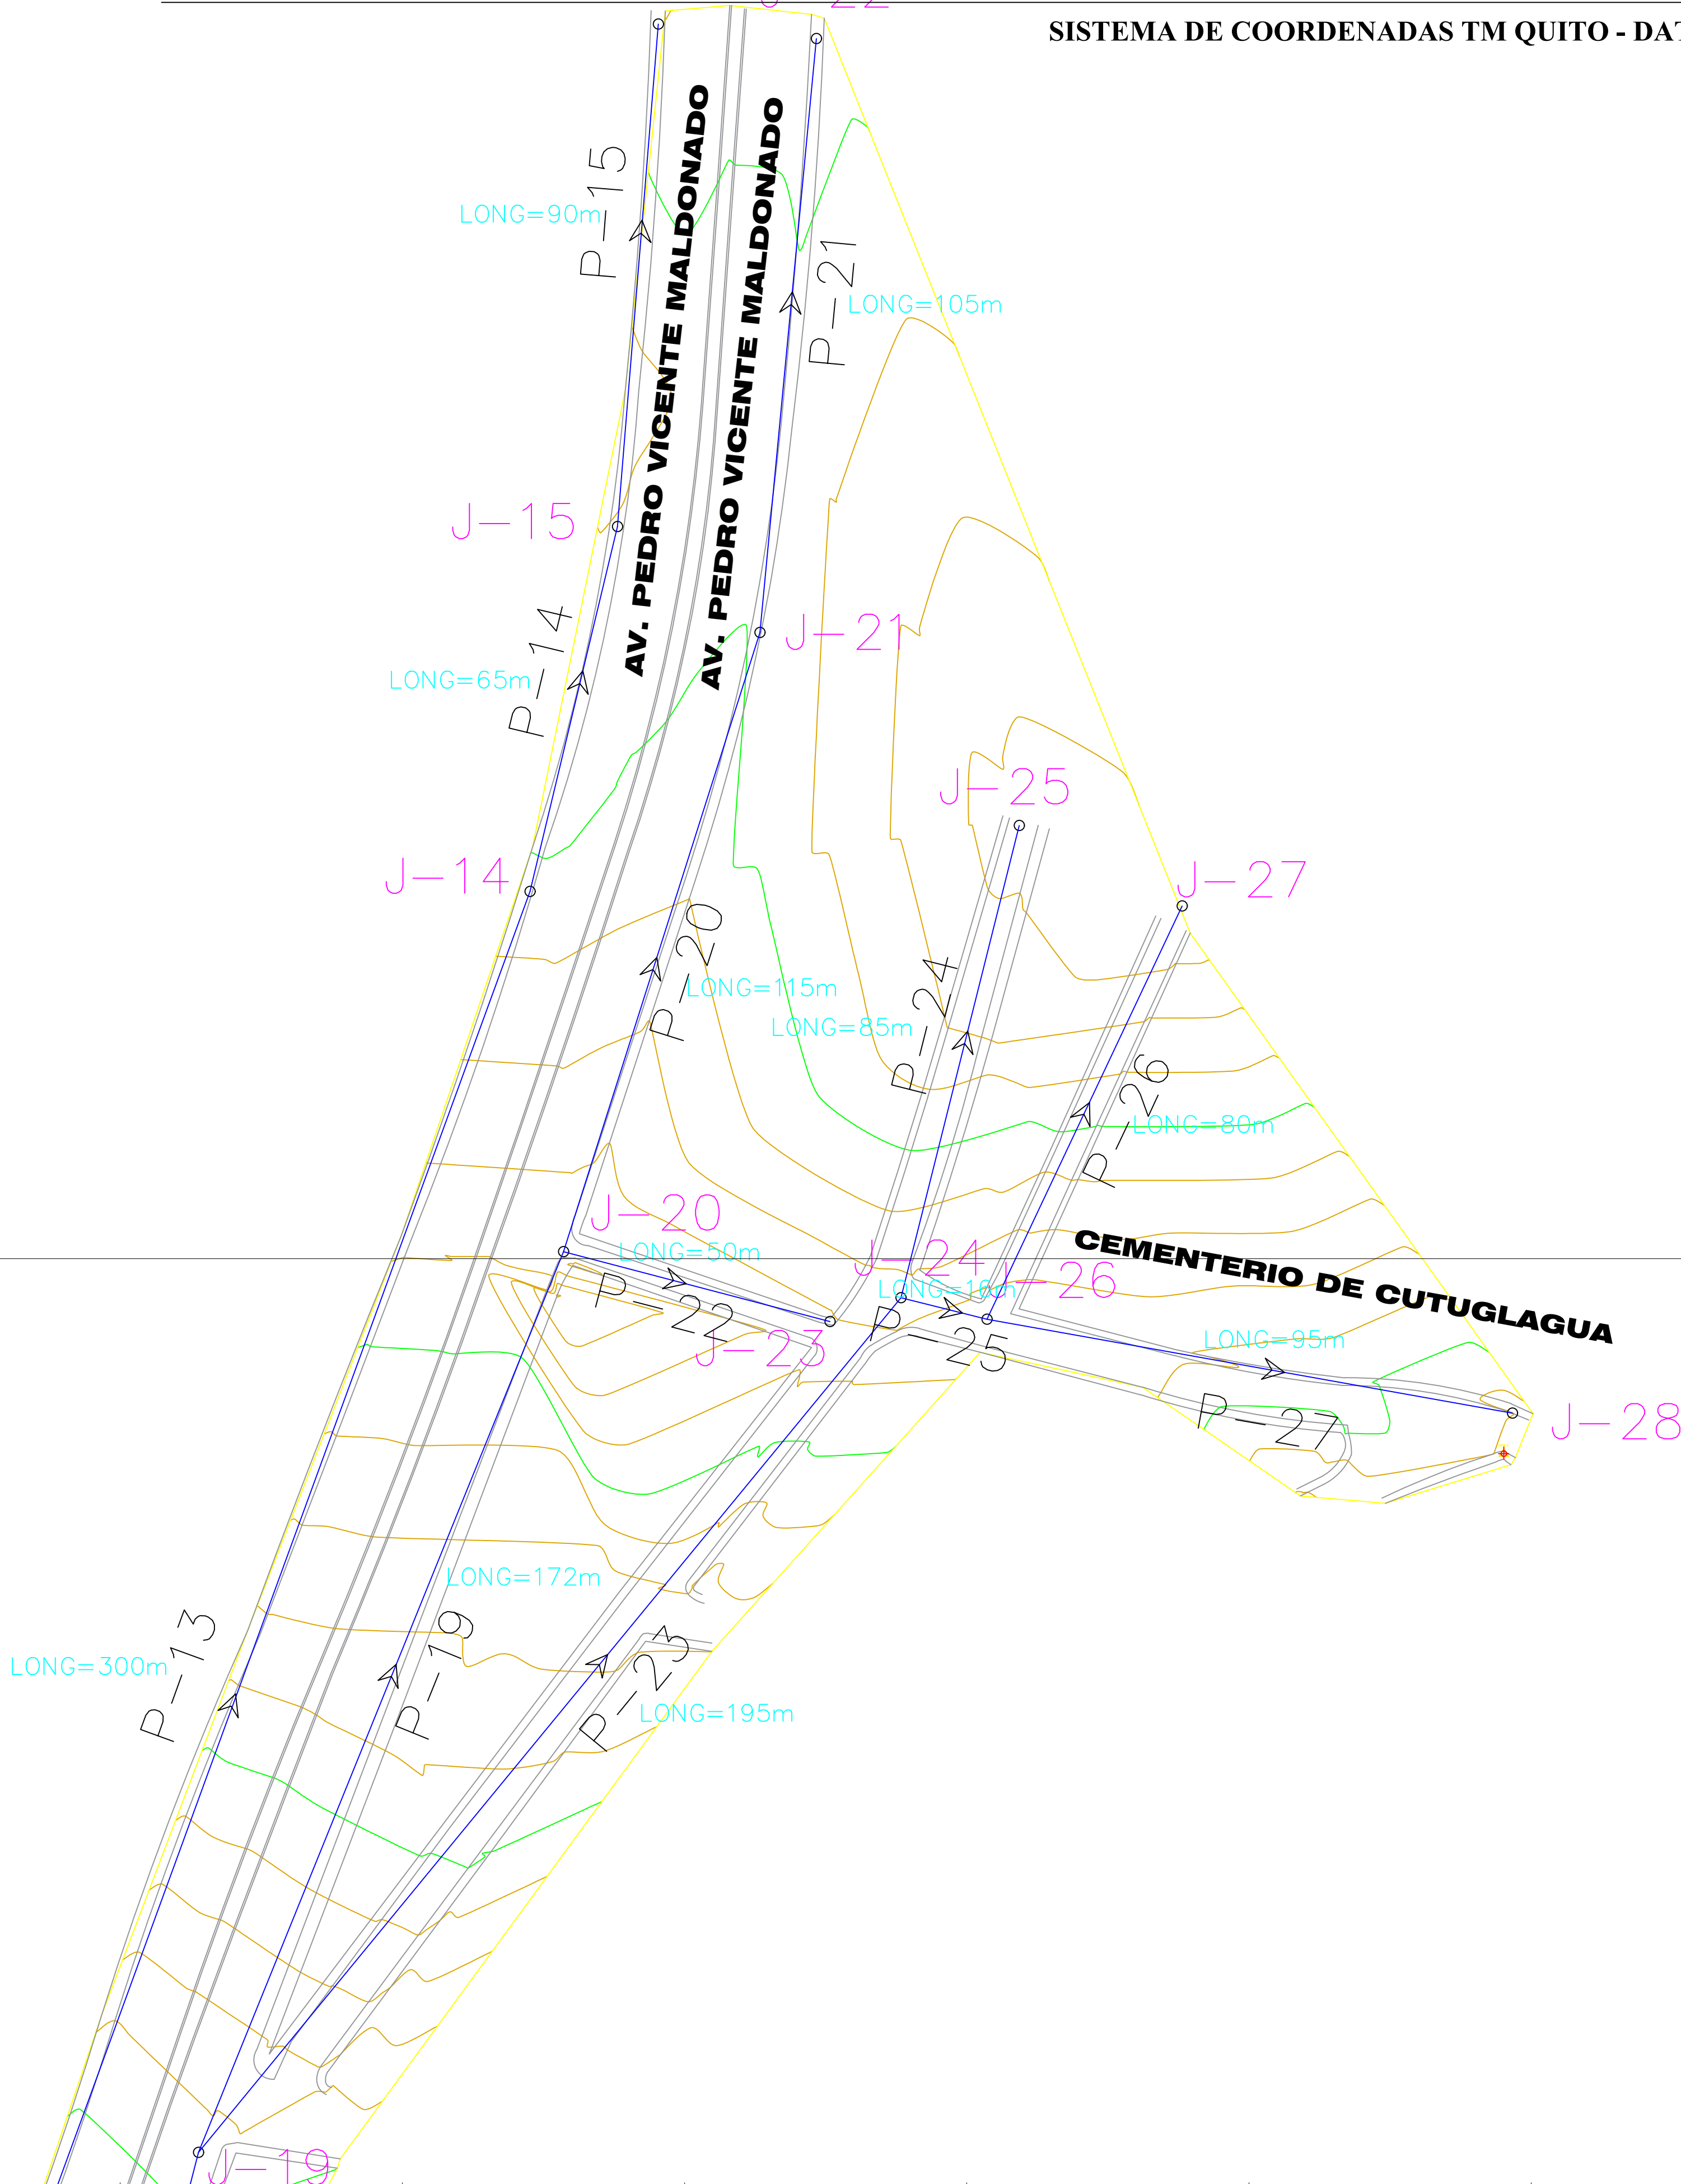 SISTEMA DE COORDENADAS TM QUITO - DAT
AV. PEDRO VICENTE MALDONADO
AV. PEDRO VICENTE MALDONADO
P-15
LONG=90m
P-21
LONG=105m
J-15
P-14
LONG=65m
J-21
J-25
J-14
J-27
P-20
LONG=115m
LONG=85m
P-24
P-26
LONG=80m
J-20
LONG=50m
P-22
J-23
J-24
LONG=16m
J-26
P-25
CEMENTERIO DE CUTUGLAGUA
LONG=95m
P-27
J-28
LONG=172m
P-13
LONG=300m
P-19
P-23
LONG=195m
J-19